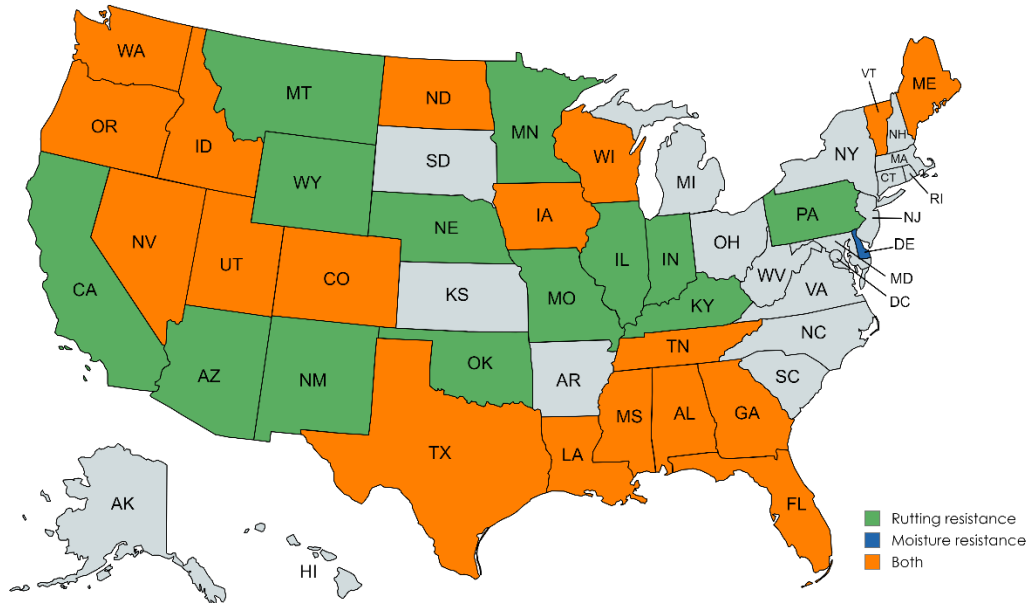 WA
MT
ND
MN
VT
ME
OR
ID
SD
WI
NY
NH
MA
CT
RI
WY
MI
IA
PA
NJ
NE
OH
DE
NV
UT
CO
IL
IN
WV
MD
CA
KS
MO
VA
DC
KY
NC
TN
AZ
NM
OK
AR
SC
MS
AL
GA
TX
LA
AK
FL
HI
Rutting resistance
Moisture resistance
Both